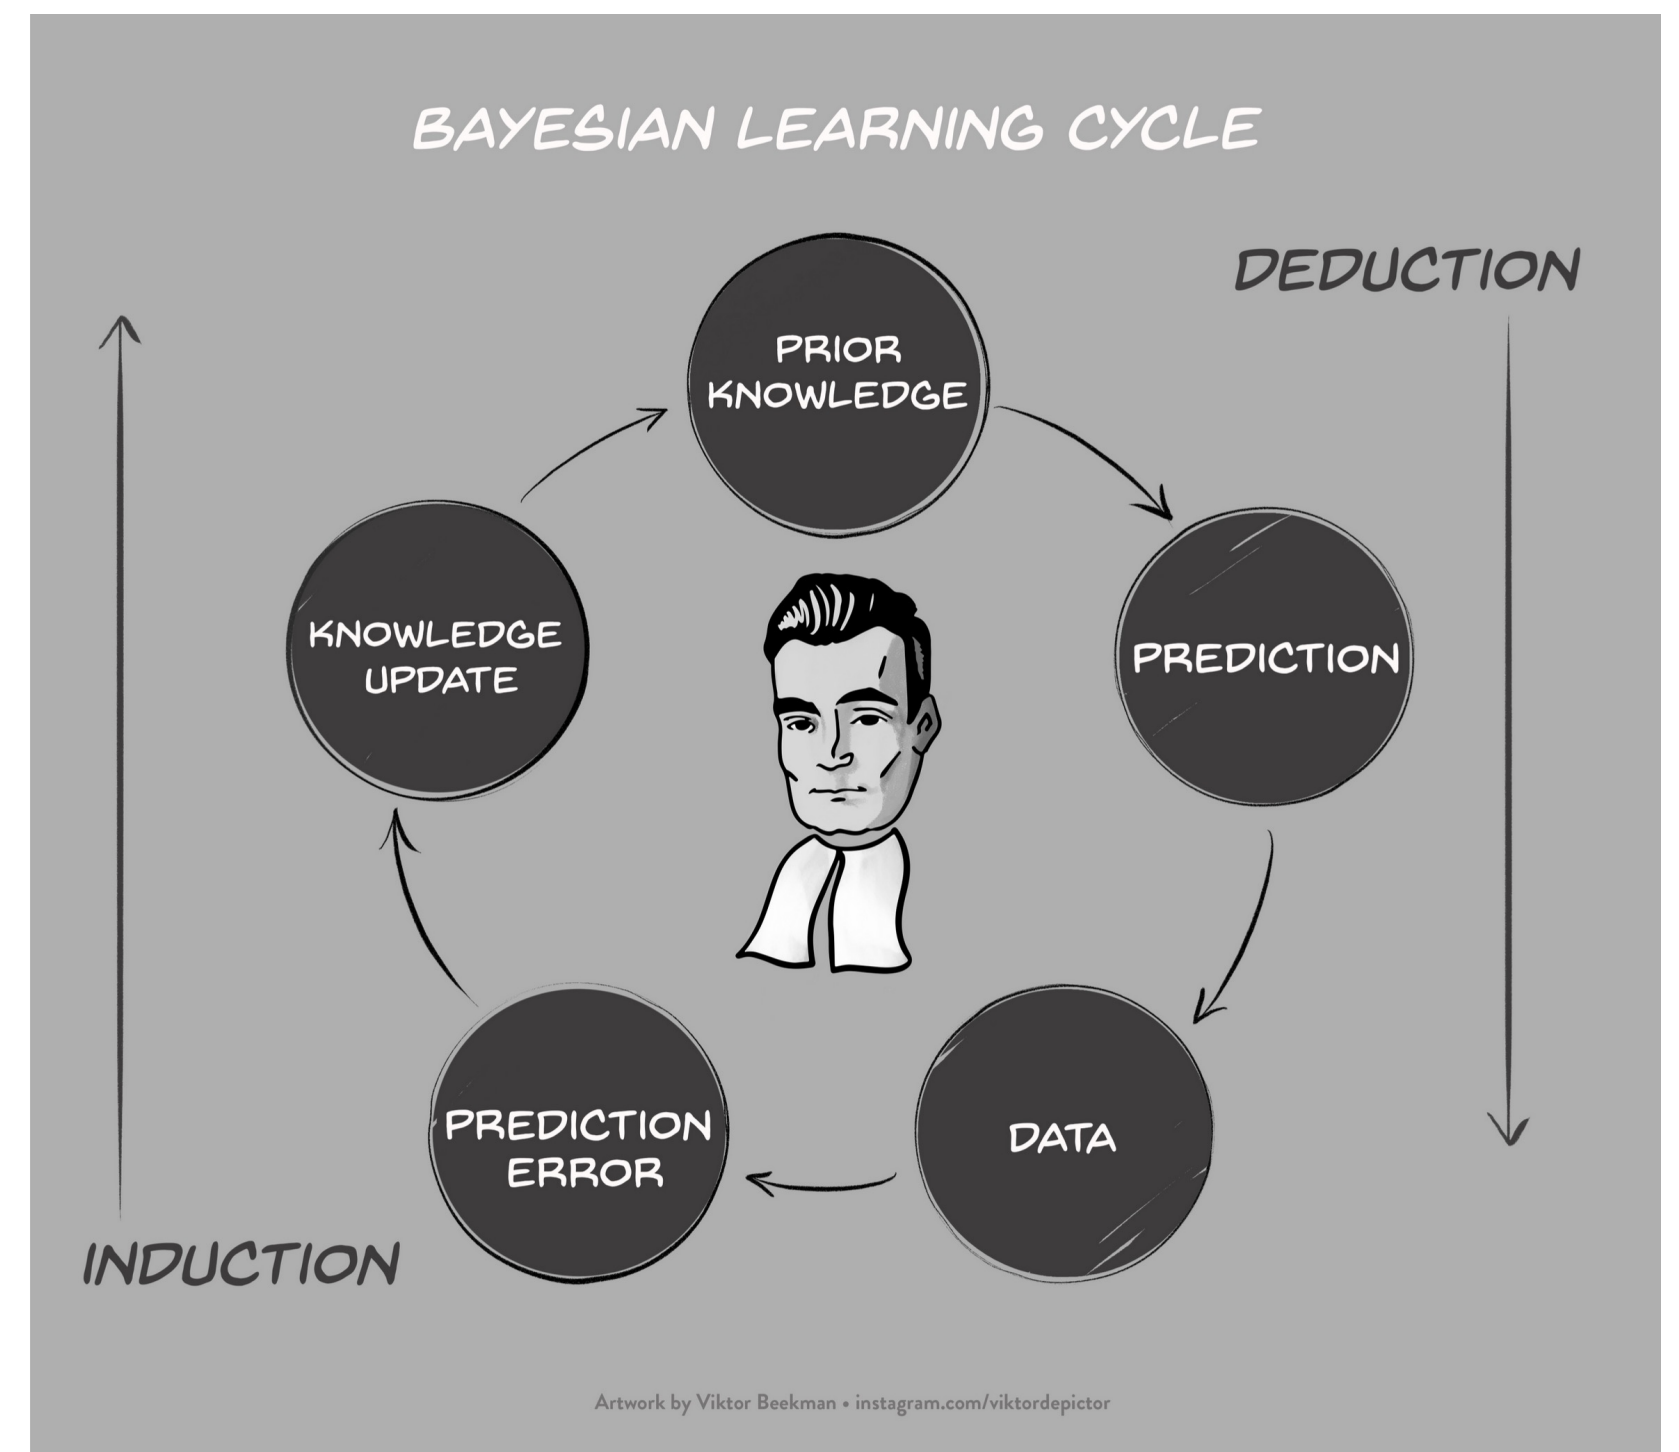 BAYESIAN LEARNING CYCLE
DEDUCTION
PRIOR
KNOWLEDGE
PREDICTION
DATA
PREDICTION
ERROR
KNOWLEDGE
UPDATE
INDUCTION
Artwork by Viktor Beekman • instagram.com/viktordepictor